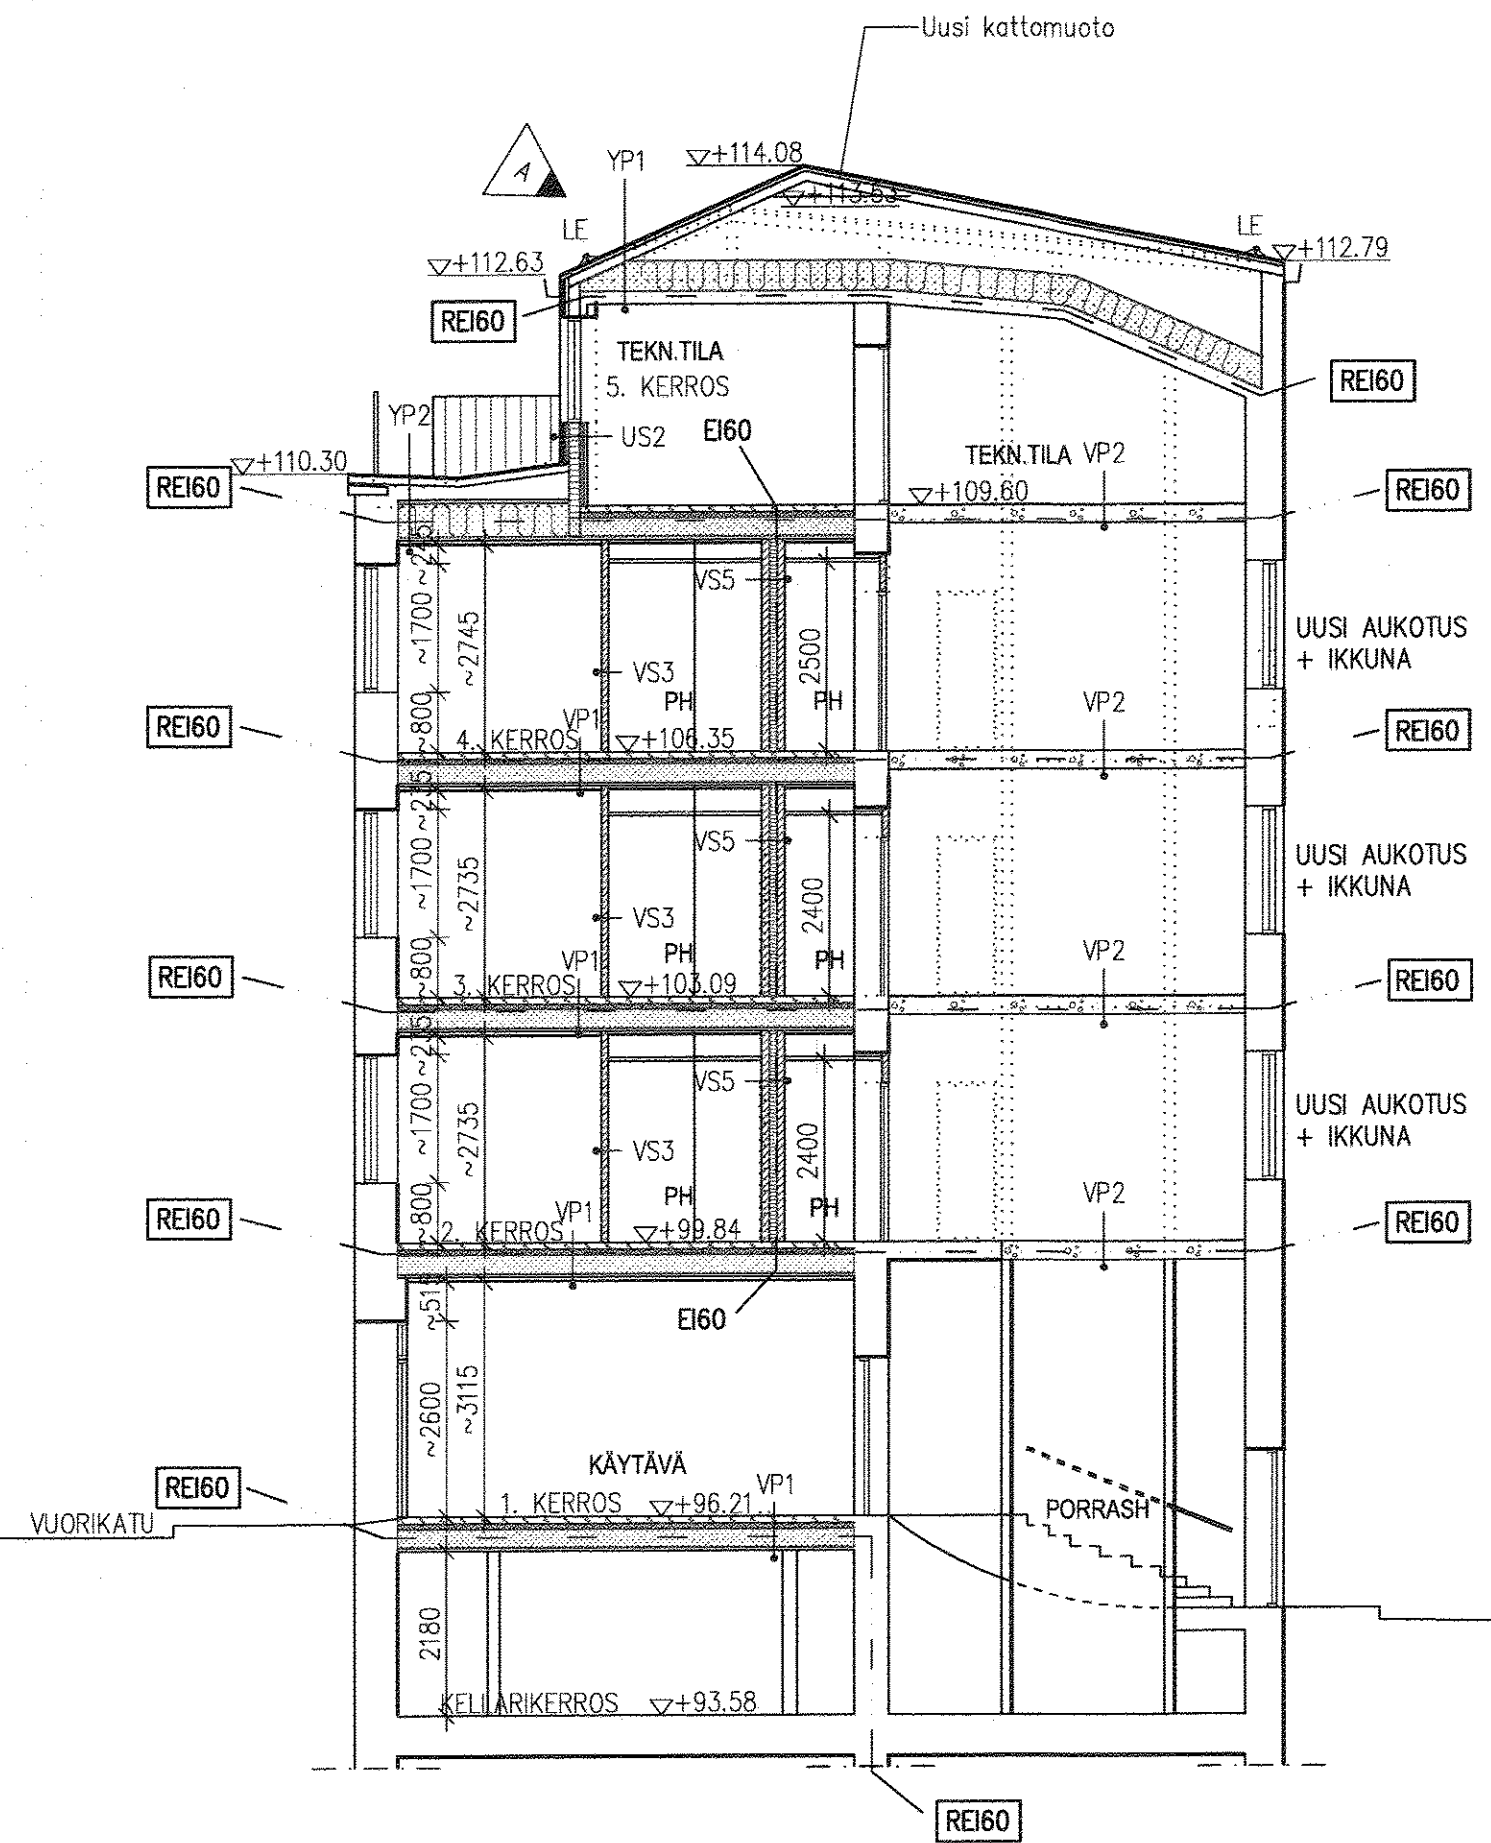 Uusi kattomuoto
A
YP1
+114.08
+113.53
LE
LE
+112.63
+112.79
REI60
TEKN.TILA
5. KERROS
REI60
YP2
US2
EI60
+110.30
TEKN.TILA
VP2
REI60
+109.60
REI60
~245
VS5
~1700
~2745
2500
UUSI AUKOTUS
+ IKKUNA
VS3
PH
PH
~800
VP1
VP2
REI60
4. KERROS
+106.35
REI60
VS5
~1700
~2735
2400
UUSI AUKOTUS
+ IKKUNA
VS3
PH
PH
~800
VP1
VP2
REI60
3. KERROS
+103.09
REI60
VS5
~1700
~2735
2400
UUSI AUKOTUS
+ IKKUNA
VS3
PH
PH
~800
VP1
VP2
REI60
2. KERROS
+99.84
REI60
~515
EI60
~2600
~3115
KÄYTÄVÄ
REI60
1. KERROS
+96.21
VP1
PORRASH
VUORIKATU
2180
KELLARIKERROS
+93.58
REI60